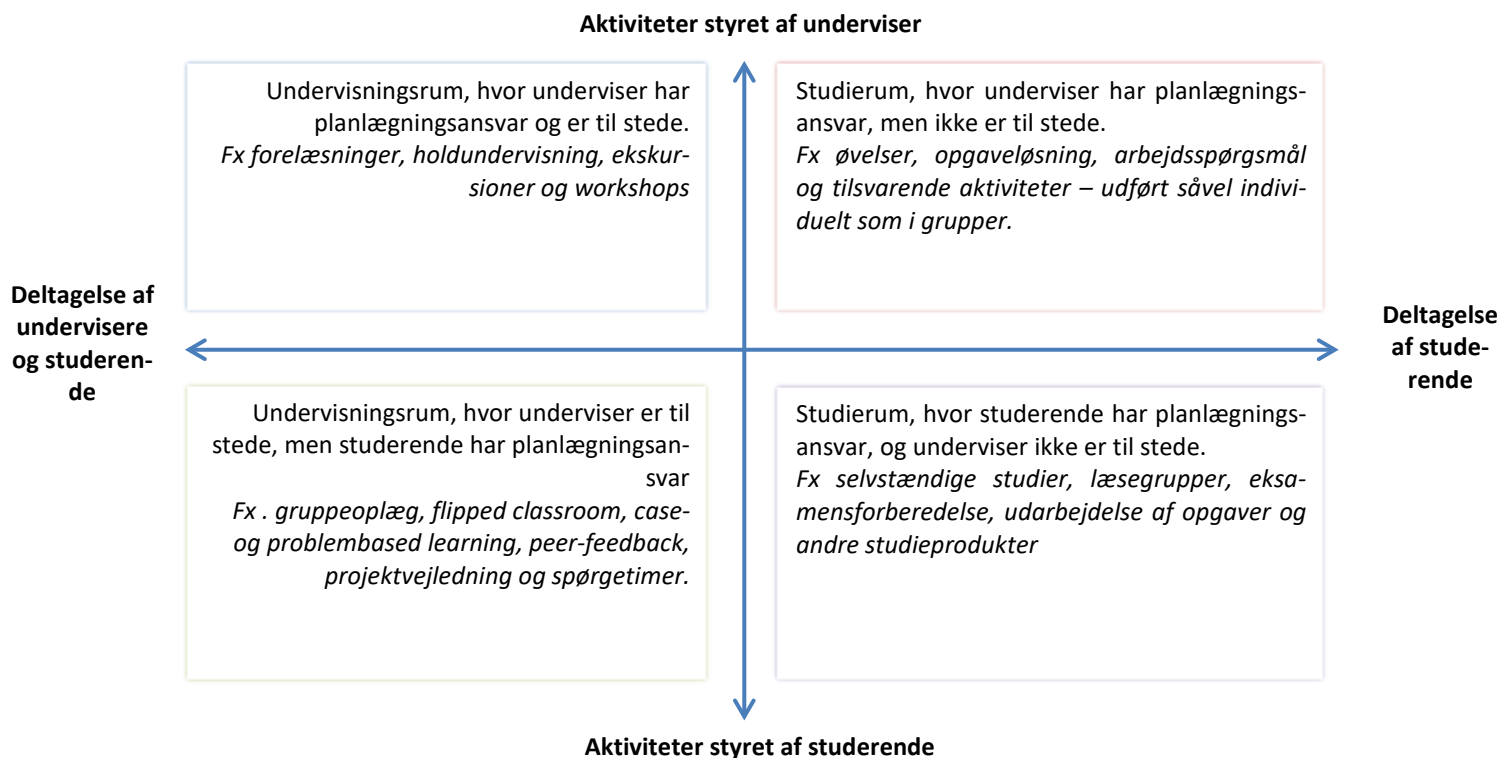 Aktiviteter styret af underviser
Undervisningsrum, hvor underviser har
planlægningsansvar og er til stede.
Fx forelæsninger, holdundervisning, ekskur-
sioner og workshops
Studierum, hvor underviser har planlægnings-
ansvar, men ikke er til stede.
Fx øvelser, opgaveløsning, arbejdsspørgsmål
og tilsvarende aktiviteter – udført såvel indivi-
duelt som i grupper.
Deltagelse af
undervisere
og studeren-
de
Deltagelse
af stude-
rende
Undervisningsrum, hvor underviser er til
stede, men studerende har planlægningsan-
svar
Fx . gruppeoplæg, flipped classroom, case-
og problembased learning, peer-feedback,
projektvejledning og spørgetimer.
Studierum, hvor studerende har planlægnings-
ansvar, og underviser ikke er til stede.
Fx selvstændige studier, læsegrupper, eksa-
mensforberedelse, udarbejdelse af opgaver og
andre studieprodukter
Aktiviteter styret af studerende